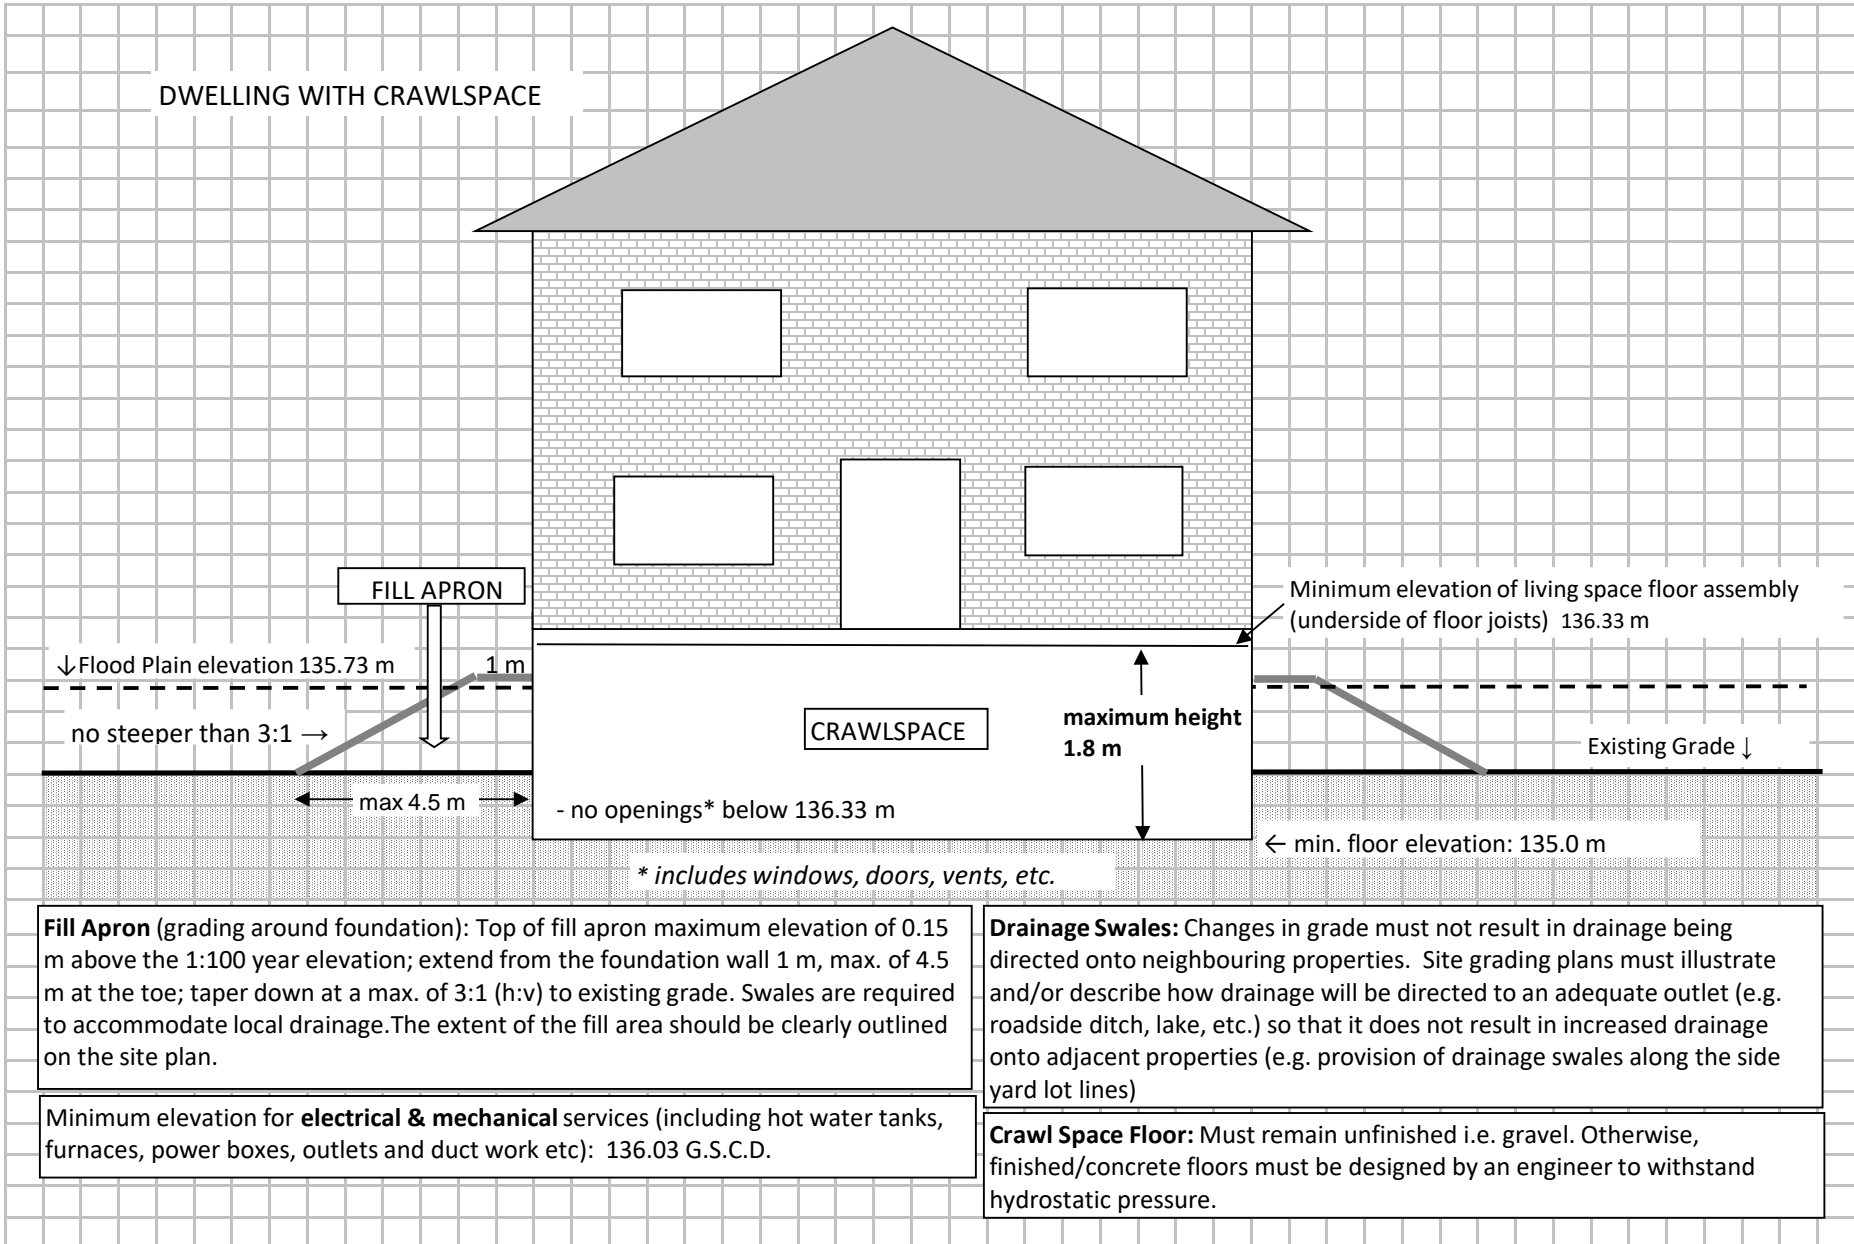 DWELLING WITH CRAWLSPACE
FILL APRON
Minimum elevation of living space floor assembly
(underside of floor joists)  136.33 m
↓Flood Plain elevation 135.73 m
1 m
no steeper than 3:1 →
CRAWLSPACE
maximum height
1.8 m
Existing Grade ↓
max 4.5 m
- no openings* below 136.33 m
← min. floor elevation: 135.0 m
* includes windows, doors, vents, etc.
Fill Apron (grading around foundation): Top of fill apron maximum elevation of 0.15
m above the 1:100 year elevation; extend from the foundation wall 1 m, max. of 4.5
m at the toe; taper down at a max. of 3:1 (h:v) to existing grade. Swales are required
to accommodate local drainage.The extent of the fill area should be clearly outlined
on the site plan.
Minimum elevation for electrical & mechanical services (including hot water tanks,
furnaces, power boxes, outlets and duct work etc):  136.03 G.S.C.D.
Drainage Swales: Changes in grade must not result in drainage being
directed onto neighbouring properties.  Site grading plans must illustrate
and/or describe how drainage will be directed to an adequate outlet (e.g.
roadside ditch, lake, etc.) so that it does not result in increased drainage
onto adjacent properties (e.g. provision of drainage swales along the side
yard lot lines)
Crawl Space Floor: Must remain unfinished i.e. gravel. Otherwise,
finished/concrete floors must be designed by an engineer to withstand
hydrostatic pressure.